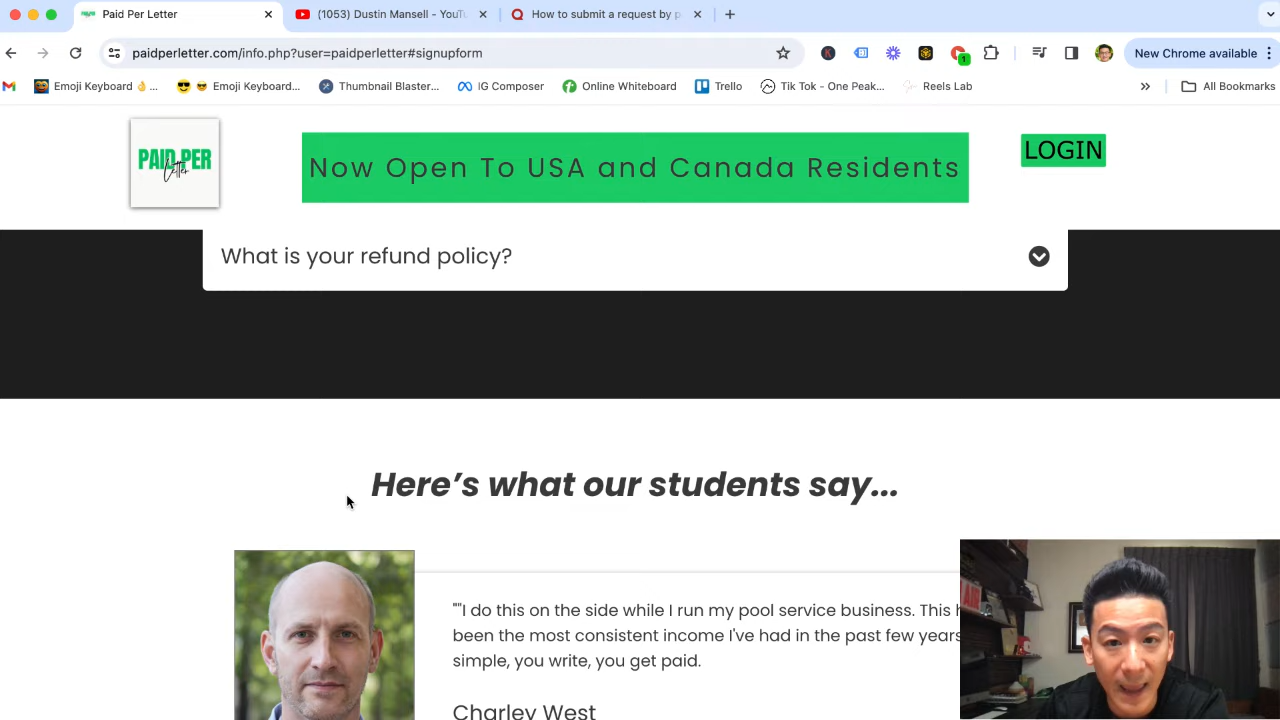 Paid Per Letter
(1053) Dustin Mansell - YouT
How to submit a request by p
paidperletter.com/info.php?user=paidperletter#signupform
1
New Chrome available
Emoji Keyboard 👌 ...
😎 Emoji Keyboard...
Thumbnail Blaster...
IG Composer
Online Whiteboard
Trello
Tik Tok - One Peak...
Reels Lab
»
All Bookmarks
PAID PER
Letter
Now Open To USA and Canada Residents
LOGIN
What is your refund policy?
Here's what our students say...
""I do this on the side while I run my pool service business. This
been the most consistent income I've had in the past few years
simple, you write, you get paid.
Charley West